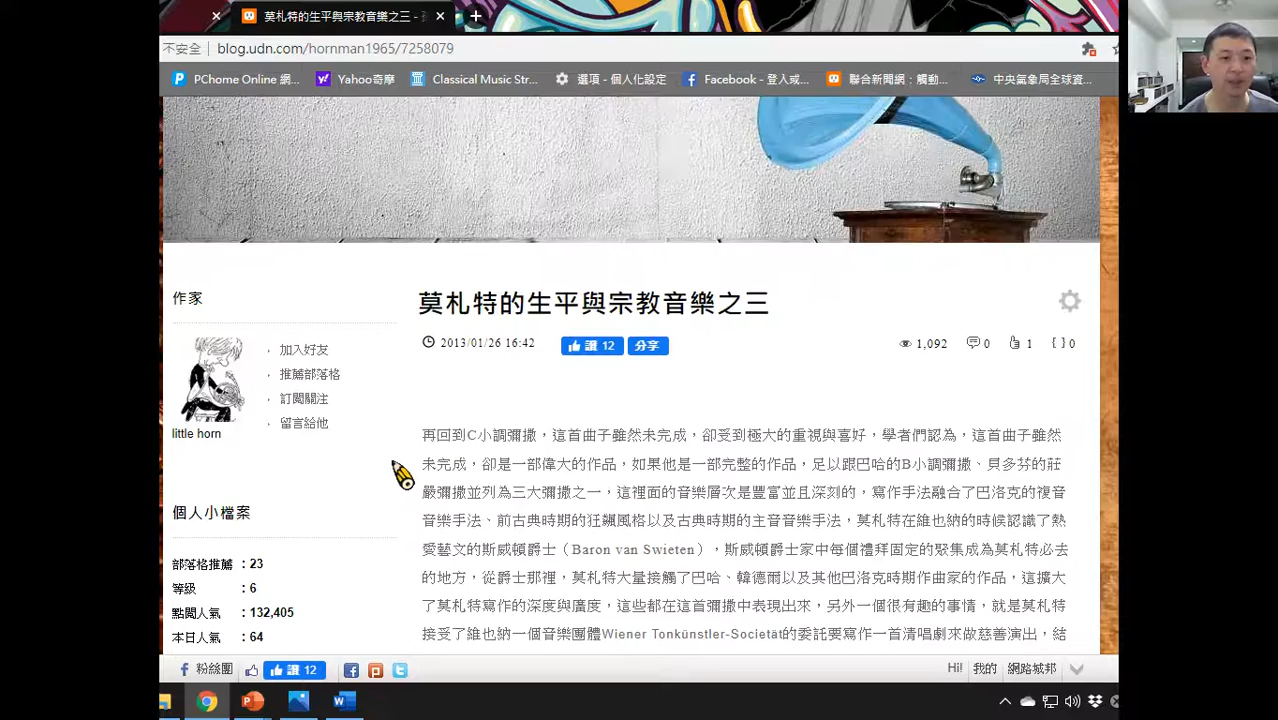 莫札特的生平與宗教音樂之三 -
不安全 | blog.udn.com/hornman1965/7258079
PChome Online 網...
Yahoo奇摩
Classical Music Str...
選項 - 個人化設定
Facebook - 登入或...
聯合新聞網：觸動...
中央氣象局全球資...
作家
加入好友
推薦部落格
訂閱關注
留言給他
little horn
個人小檔案
部落格推薦 ：23
等級 ：6
點閱人氣 ：132,405
本日人氣 ：64
莫札特的生平與宗教音樂之三
2013/01/26 16:42
讚 12
分享
1,092
0
1
{ } 0
再回到C小調彌撒，這首曲子雖然未完成，卻受到極大的重視與喜好，學者們認為，這首曲子雖然
未完成，卻是一部偉大的作品，如果他是一部完整的作品，足以跟巴哈的B小調彌撒、貝多芬的莊
嚴彌撒並列為三大彌撒之一，這裡面的音樂層次是豐富並且深刻的，寫作手法融合了巴洛克的複音
音樂手法、前古典時期的狂飆風格以及古典時期的主音音樂手法，莫札特在維也納的時候認識了熱
愛藝文的斯威頓爵士（Baron van Swieten），斯威頓爵士家中每個禮拜固定的聚集成為莫札特必去
的地方，從爵士那裡，莫札特大量接觸了巴哈、韓德爾以及其他巴洛克時期作曲家的作品，這擴大
了莫札特寫作的深度與廣度，這些都在這首彌撒中表現出來，另外一個很有趣的事情，就是莫札特
接受了維也納一個音樂團體Wiener Tonkünstler-Societät的委託要寫作一首清唱劇來做慈善演出，結
粉絲團
讚 12
Hi!
我的
網路城邦